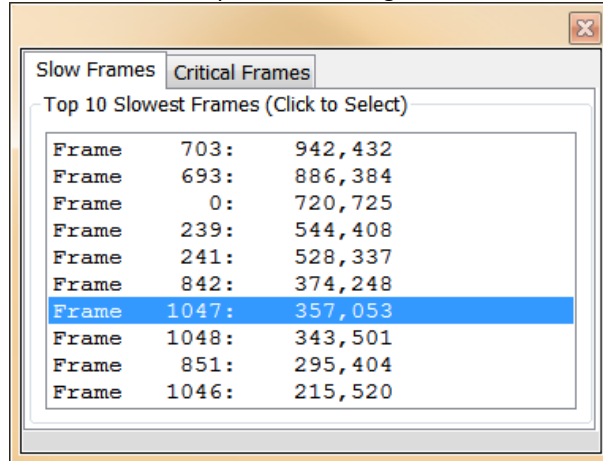 Slow Frames Critical Frames
Top 10 Slowest Frames (Click to Select)
Frame 703: 942,432
Frame 693: 886,384
Frame 0: 720,725
Frame 239: 544,408
Frame 241: 528,337
Frame 842: 374,248
Frame 1047: 357,053
Frame 1048: 343,501
Frame 851: 295,404
Frame 1046: 215,520